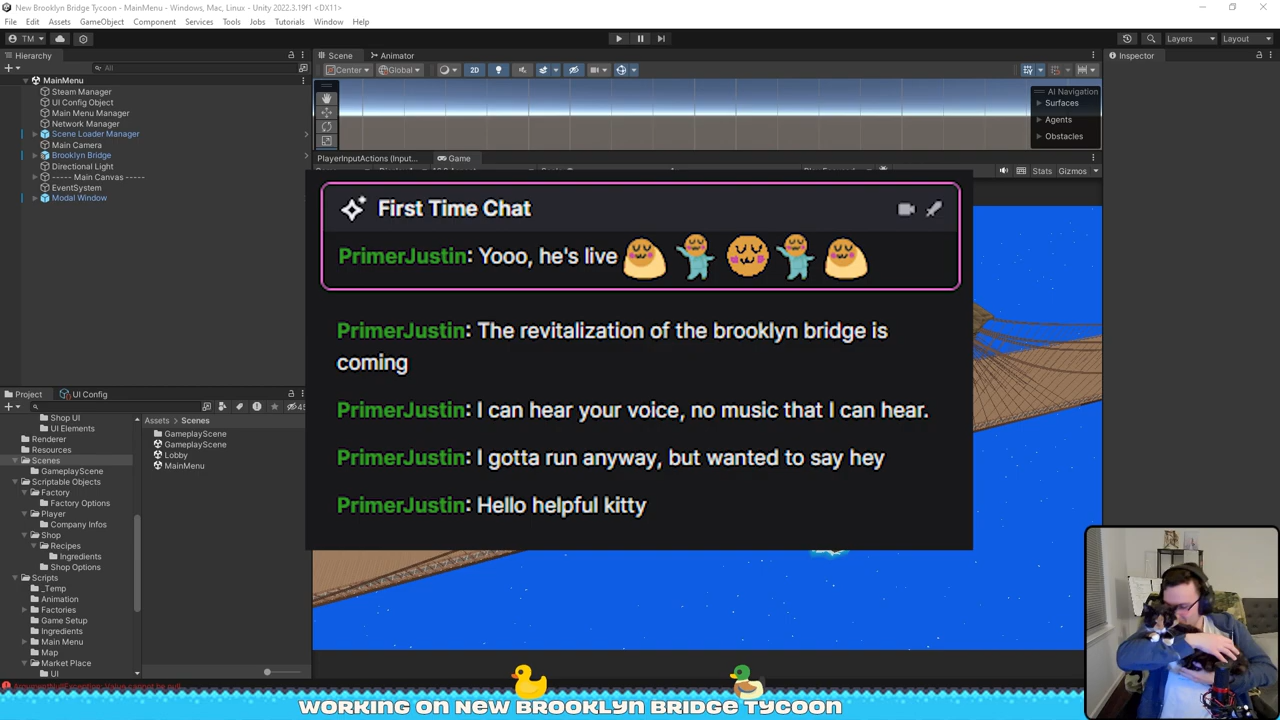 New Brooklyn Bridge Tycoon - MainMenu - Windows, Mac, Linux - Unity 2022.3.19f1 <DX11>
File Edit Assets GameObject Component Services Tools Jobs Tutorials Window Help
TM
Layers
Layout
Hierarchy
All
MainMenu
Steam Manager
UI Config Object
Main Menu Manager
Network Manager
Scene Loader Manager
Main Camera
Brooklyn Bridge
Directional Light
----- Main Canvas -----
EventSystem
Modal Window
Scene
Animator
Center
Global
2D
AI Navigation
Surfaces
Agents
Obstacles
PlayerInputActions (Input...
Game
Stats
Gizmos
Inspector
First Time Chat
PrimerJustin: Yooo, he's live
PrimerJustin: The revitalization of the brooklyn bridge is
coming
PrimerJustin: I can hear your voice, no music that I can hear.
PrimerJustin: I gotta run anyway, but wanted to say hey
PrimerJustin: Hello helpful kitty
Project
UI Config
Shop UI
UI Elements
Renderer
Resources
Scenes
GameplayScene
Scriptable Objects
Factory
Factory Options
Player
Company Infos
Shop
Recipes
Ingredients
Shop Options
Scripts
_Temp
Animation
Factories
Game Setup
Ingredients
Main Menu
Map
Market Place
UI
Assets > Scenes
GameplayScene
GameplayScene
Lobby
MainMenu
WORKING ON NEW BROOKLYN BRIDGE TYCOON